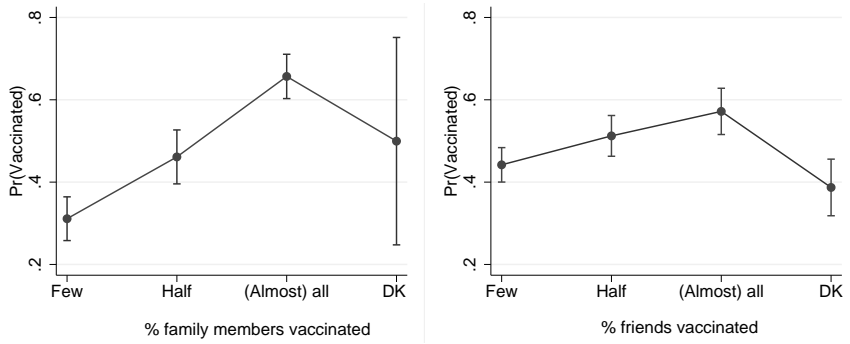 Pr(Vaccinated)
.8
.6
.4
.2
Few Half (Almost) all DK
% family members vaccinated
Pr(Vaccinated)
.8
.6
.4
.2
Few Half (Almost) all DK
% friends vaccinated